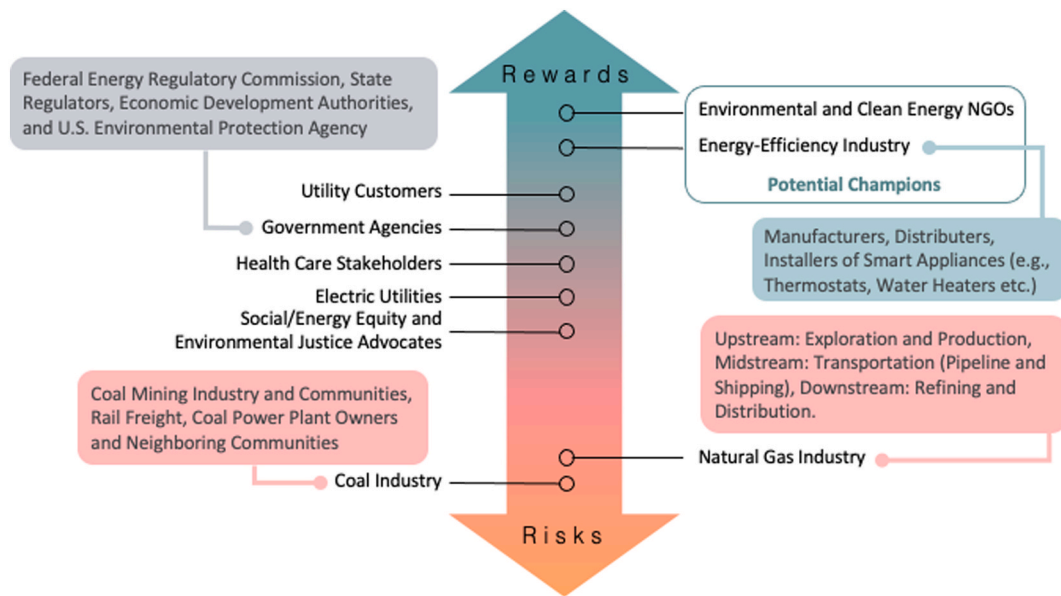 Rewards
Federal Energy Regulatory Commission, State
Regulators, Economic Development Authorities,
and U.S. Environmental Protection Agency
Environmental and Clean Energy NGOs
Energy-Efficiency Industry
Potential Champions
Utility Customers
Government Agencies
Manufacturers, Distributers,
Installers of Smart Appliances (e.g.,
Thermostats, Water Heaters etc.)
Health Care Stakeholders
Electric Utilities
Social/Energy Equity and
Environmental Justice Advocates
Upstream: Exploration and Production,
Midstream: Transportation (Pipeline and
Shipping), Downstream: Refining and
Distribution.
Coal Mining Industry and Communities,
Rail Freight, Coal Power Plant Owners
and Neighboring Communities
Natural Gas Industry
Coal Industry
Risks